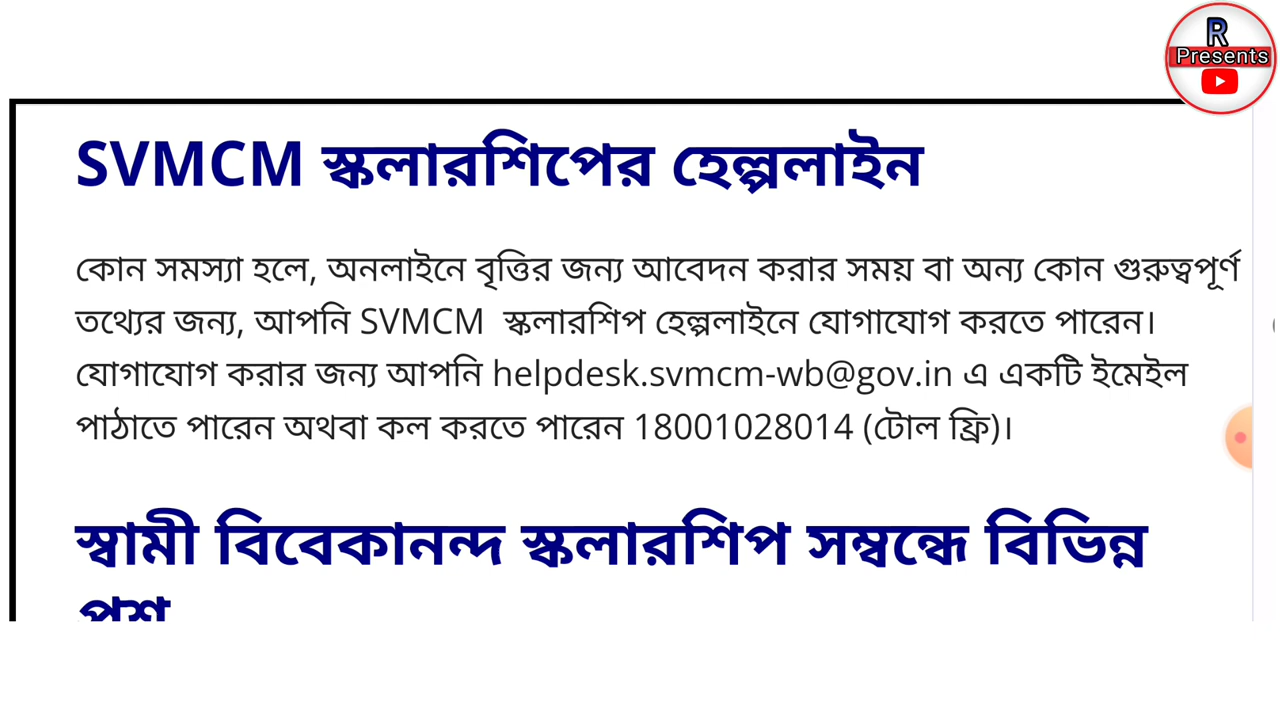 R
Presents
SVMCM স্কলারশিপের হেল্পলাইন
কোন সমস্যা হলে, অনলাইনে বৃত্তির জন্য আবেদন করার সময় বা অন্য কোন গুরুত্বপূর্ণ
তথ্যের জন্য, আপনি SVMCM স্কলারশিপ হেল্পলাইনে যোগাযোগ করতে পারেন।
যোগাযোগ করার জন্য আপনি helpdesk.svmcm-wb@gov.in এ একটি ইমেইল
পাঠাতে পারেন অথবা কল করতে পারেন 18001028014 (টোল ফ্রি)।
স্বামী বিবেকানন্দ স্কলারশিপ সম্বন্ধে বিভিন্ন